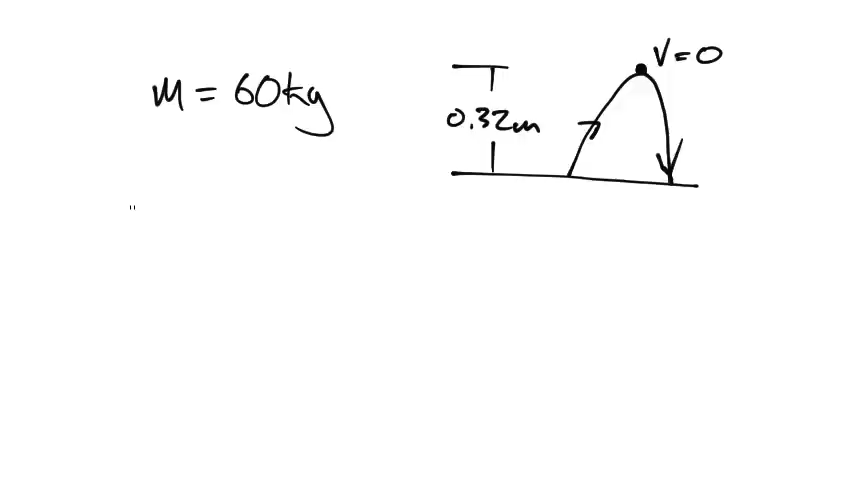 m = 60kg
V = 0
0.32m